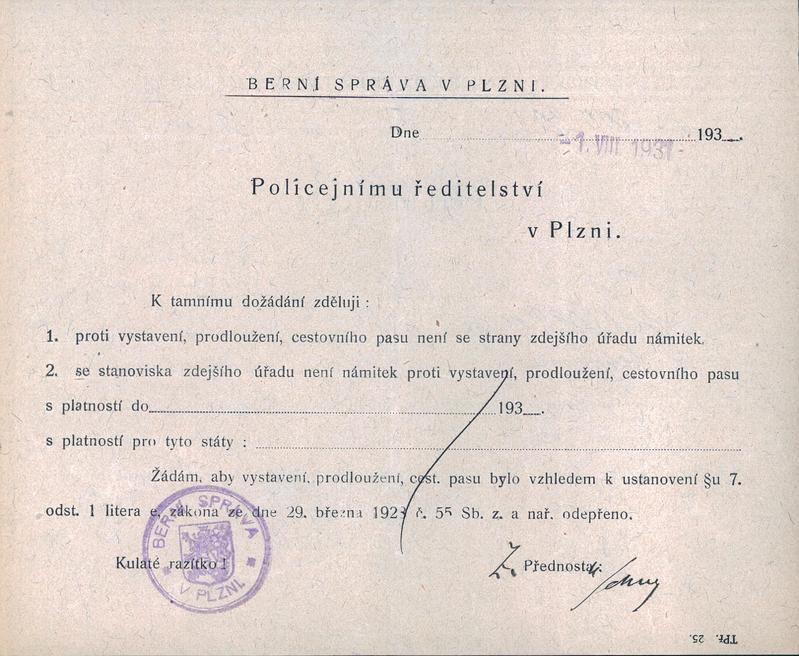 BERNÍ SPRÁVA V PLZNI.
Dne 193 .
- 1. VIII 1931 -
Policejnímu ředitelství
v Plzni.
K tamnímu dožádání zděluji :
1. proti vystavení, prodloužení, cestovního pasu není se strany zdejšího úřadu námitek.
2. se stanoviska zdejšího úřadu není námitek proti vystavení, prodloužení, cestovního pasu
s platností do 193 .
s platností pro tyto státy :
Žádám, aby vystavení, prodloužení, cest. pasu bylo vzhledem k ustanovení §u 7.
odst. 1 litera e, zákona ze dne 29. března 1928 č. 55 Sb. z. a nař. odepřeno.
BERNÍ SPRÁVA
V PLZNI.
Kulaté razítko !
Přednosta:
TPř. 25.